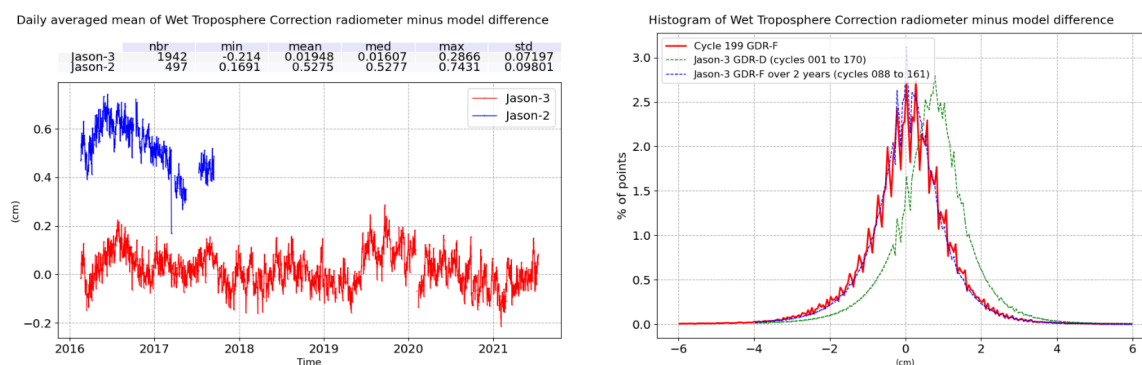 Daily averaged mean of Wet Troposphere Correction radiometer minus model difference
nbr min mean med max std
Jason-3 1942 -0.214 0.01948 0.01607 0.2866 0.07197
Jason-2 497 0.1691 0.5275 0.5277 0.7431 0.09801
Jason-3
Jason-2
0.6
0.4
0.2
0.0
−0.2
(cm)
2016 2017 2018 2019 2020 2021
Time
Histogram of Wet Troposphere Correction radiometer minus model difference
Cycle 199 GDR-F
Jason-3 GDR-D (cycles 001 to 170)
Jason-3 GDR-F over 2 years (cycles 088 to 161)
3.0
2.5
2.0
1.5
1.0
0.5
0.0
% of points
−6 −4 −2 0 2 4 6
(cm)